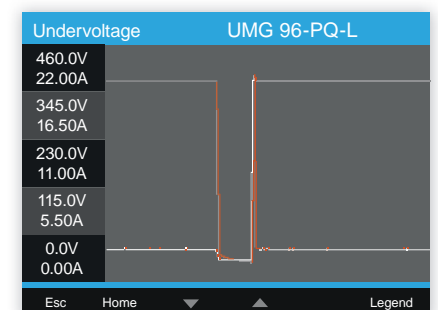 Undervoltage UMG 96-PQ-L
460.0V
22.00A
345.0V
16.50A
230.0V
11.00A
115.0V
5.50A
0.0V
0.00A
Esc Home Legend